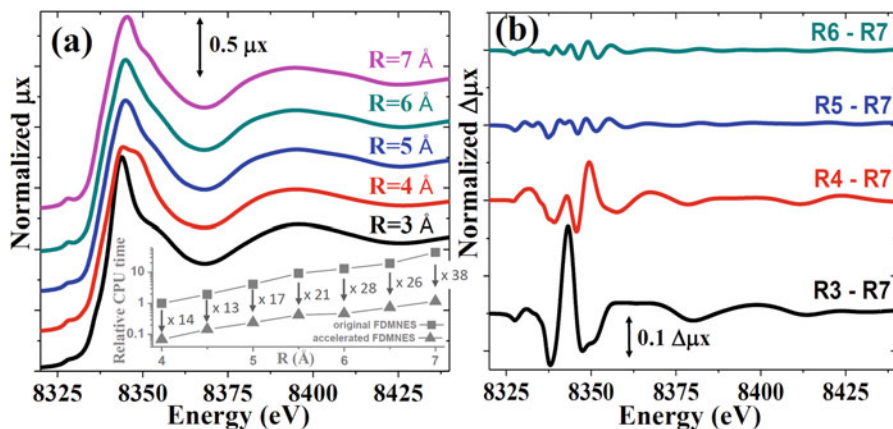 (a)
0.5 μx
R=7 Å
R=6 Å
R=5 Å
R=4 Å
R=3 Å
Normalized μx
Relative CPU time
10
1
0.1
x 14
x 13
x 17
x 21
x 28
x 26
x 38
original FDMNES
accelerated FDMNES
4
5
R (Å)
6
7
8325
8350
8375
8400
8425
Energy (eV)
(b)
R6 - R7
R5 - R7
R4 - R7
R3 - R7
0.1 Δμx
Normalized Δμx
8325
8350
8375
8400
8425
Energy (eV)